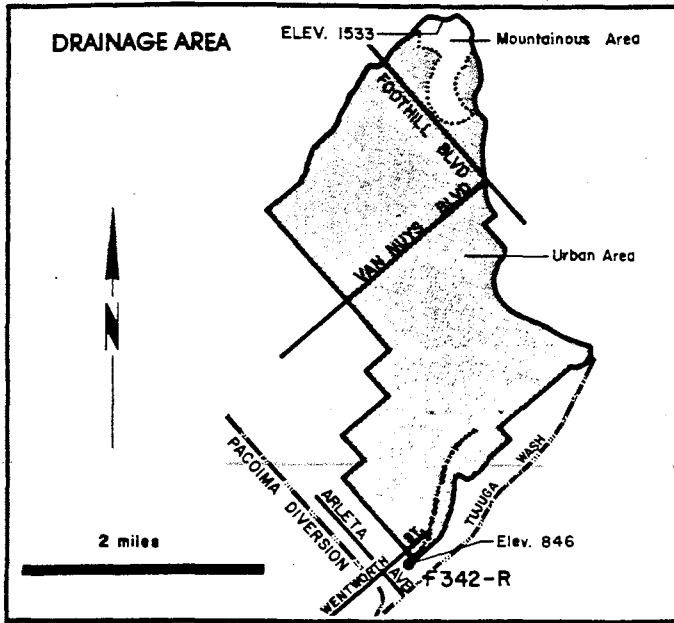 DRAINAGE AREA
ELEV. 1533
Mountainous Area
FOOTHILL BLVD
VAN NUYS BLVD
Urban Area
N
PACOIMA DIVERSION
ARLETA AVE
TUJUGA WASH
2 miles
WENTWORTH ST.
Elev. 846
F342-R